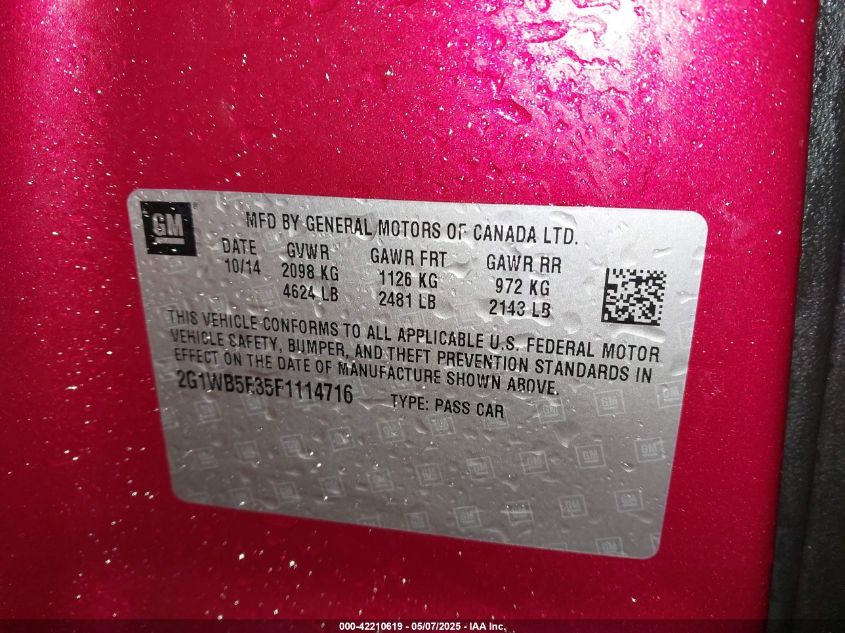 GM
MFD BY GENERAL MOTORS OF CANADA LTD.
DATE GVWR GAWR FRT GAWR RR
10/14 2098 KG 1126 KG 972 KG
4624 LB 2481 LB 2143 LB
THIS VEHICLE CONFORMS TO ALL APPLICABLE U.S. FEDERAL MOTOR
VEHICLE SAFETY, BUMPER, AND THEFT PREVENTION STANDARDS IN
EFFECT ON THE DATE OF MANUFACTURE SHOWN ABOVE.
2G1WB5E35F1114716 TYPE: PASS CAR
000-42210619 - 05/07/2025 - IAA Inc.